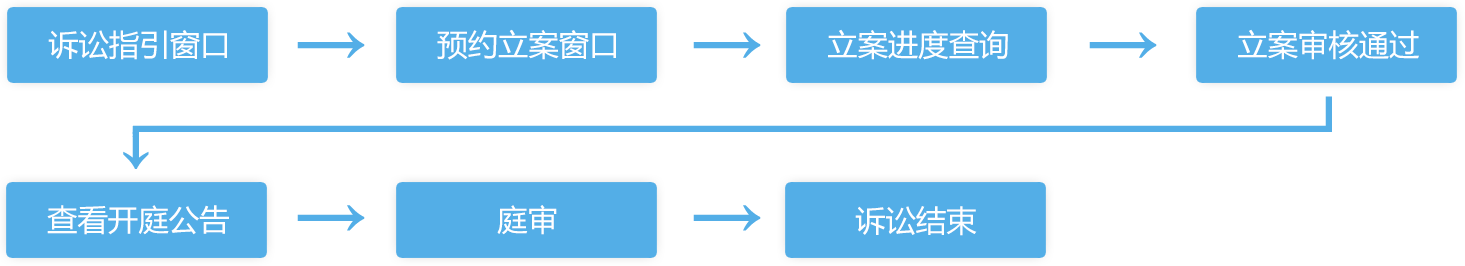 诉讼指引窗口
预约立案窗口
立案进度查询
立案审核通过
查看开庭公告
庭审
诉讼结束